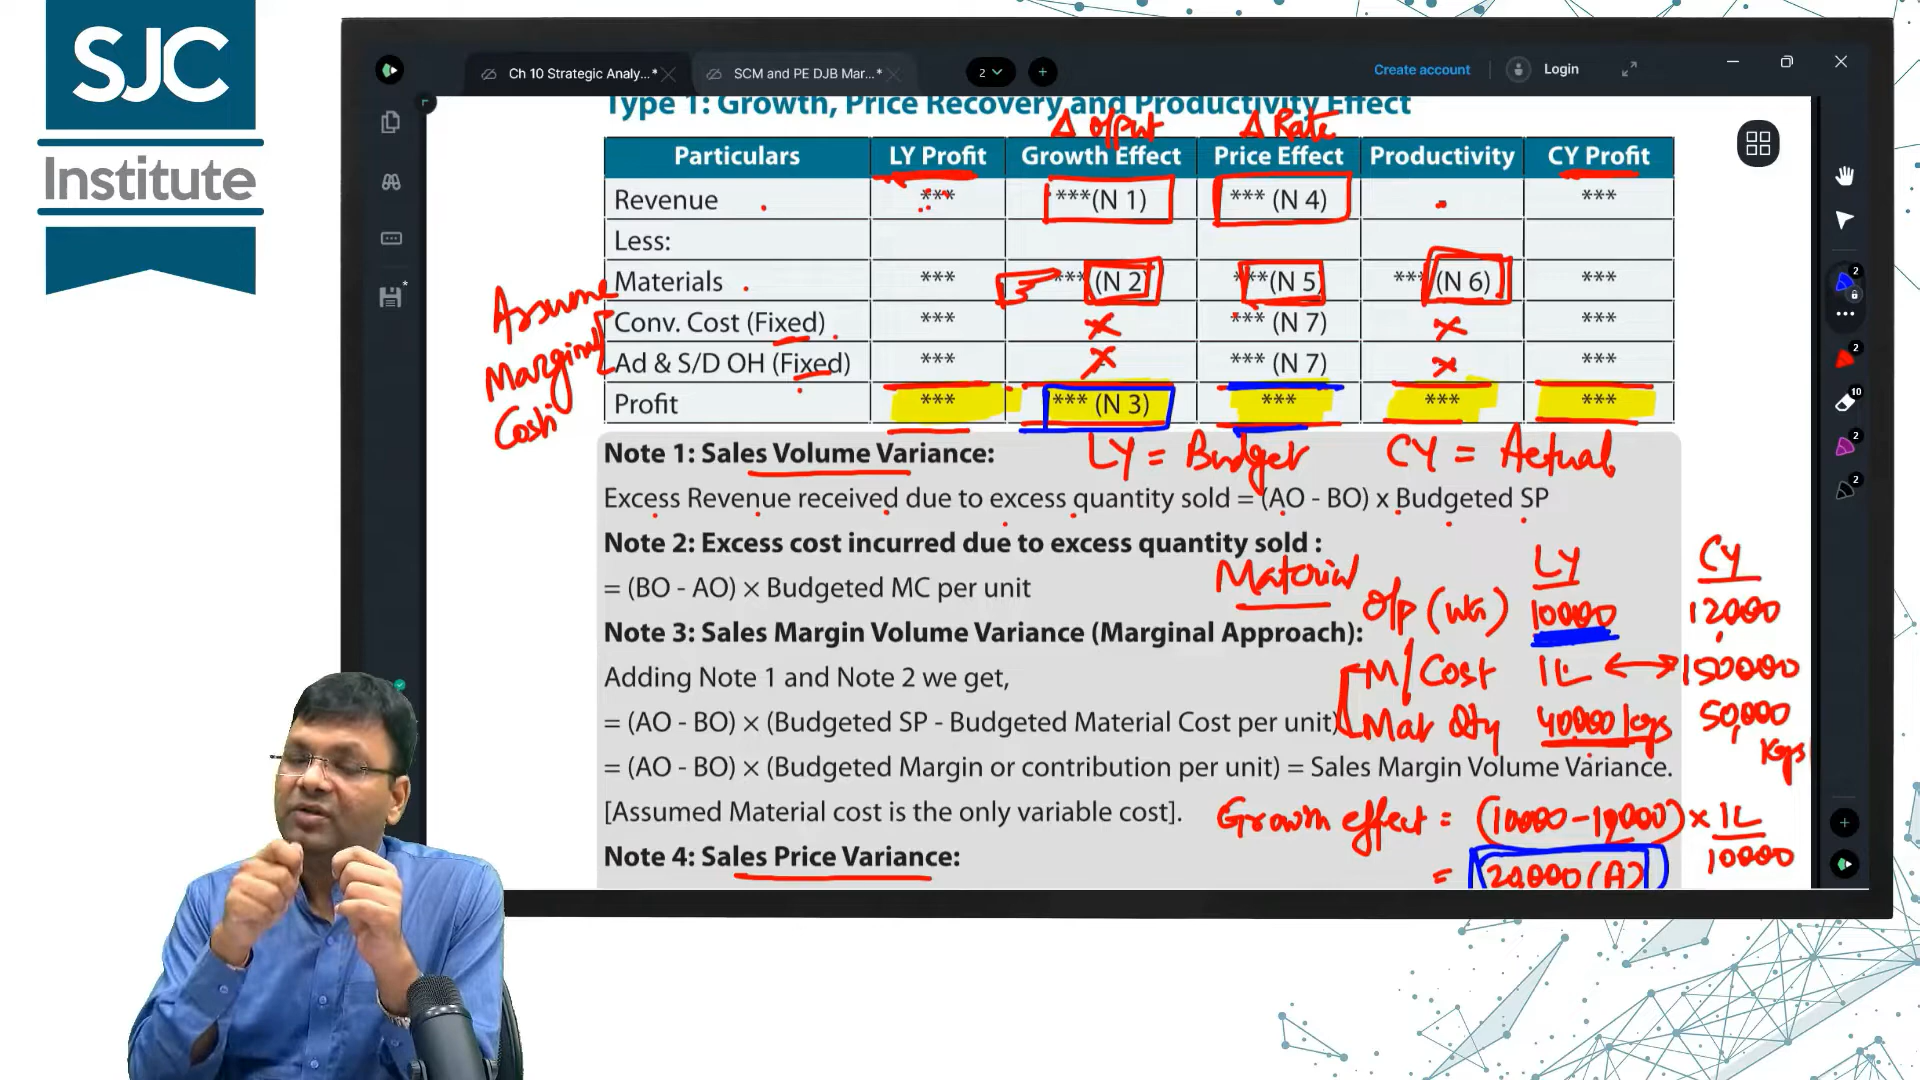 SJC
Institute
Ch 10 Strategic Analy...*
SCM and PE DJB Mar...*
2
Create account
Login
Type 1: Growth, Price Recovery and Productivity Effect
Δ o/put
Δ Rate
Particulars LY Profit Growth Effect Price Effect Productivity CY Profit
Revenue *** ***(N 1) *** (N 4) - ***
Less:
Materials *** *** (N 2) ***(N 5) *** (N 6) ***
Conv. Cost (Fixed) *** *** (N 7) ***
Ad & S/D OH (Fixed) *** *** (N 7) ***
Profit *** *** (N 3) *** *** ***
Assume
Marginal
Cost
Note 1: Sales Volume Variance:
LY = Budget CY = Actual
Excess Revenue received due to excess quantity sold = (AO - BO) x Budgeted SP
Note 2: Excess cost incurred due to excess quantity sold :
= (BO - AO) × Budgeted MC per unit
Note 3: Sales Margin Volume Variance (Marginal Approach):
Adding Note 1 and Note 2 we get,
= (AO - BO) × (Budgeted SP - Budgeted Material Cost per unit)
= (AO - BO) × (Budgeted Margin or contribution per unit) = Sales Margin Volume Variance.
[Assumed Material cost is the only variable cost].
Note 4: Sales Price Variance:
Material
LY CY
O/p 10000 12000
M/Cost 1L 150000
Mat Qty 40000 kgs 50,000
kgs
Growth effect = × 1L
10000
= 20,000 (A)
2
2
10
2
2